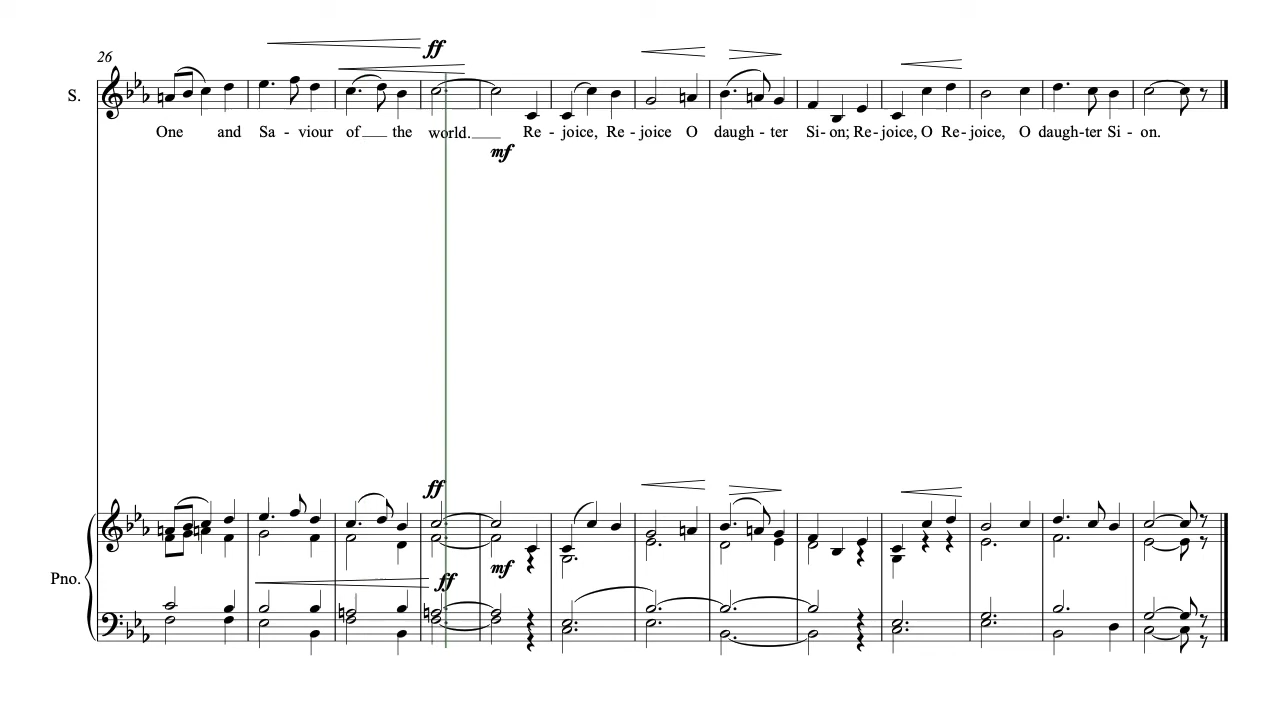 26
ff
S.
One and Sa - viour of the world. Re - joice, Re - joice O daugh - ter Si - on; Re - joice, O Re - joice, O daugh - ter Si - on.
mf
ff
mf
Pno.
ff